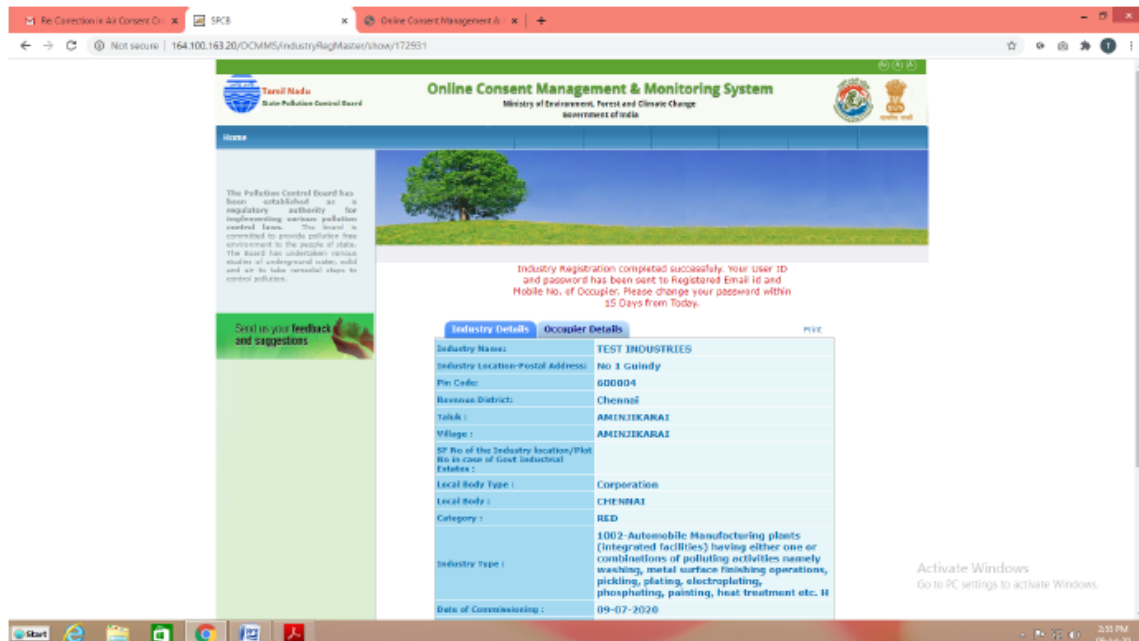 Re: Correction in Air Consent Or
SPCB
Online Consent Management & 
Not secure | 164.100.163.20/OCMMS/industryRegMaster/show/172931
Tamil Nadu
State Pollution Control Board
Online Consent Management & Monitoring System
Ministry of Environment, Forest and Climate Change
Government of India
Home
The Pollution Control Board has
been established as a
regulatory authority for
implementing various pollution
control laws. The board is
committed to provide pollution free
environment to the people of state.
The Board has undertaken various
studies of underground water, solid
and air to take remedial steps to
control pollution.
Industry Registration completed successfuly. Your User ID
and password has been sent to Registered Email id and
Mobile No. of Occupier. Please change your password within
15 Days from Today.
Send us your feedback
and suggestions
Industry Details Occupier Details Print
Industry Name: TEST INDUSTRIES
Industry Location-Postal Address: No 1 Guindy
Pin Code: 600004
Revenue District: Chennai
Taluk : AMINJIKARAI
Village : AMINJIKARAI
SF No of the Industry location/Plot
No in case of Govt Industrial
Estates :
Local Body Type : Corporation
Local Body : CHENNAI
Category : RED
Industry Type :
1002-Automobile Manufacturing plants
(integrated facilities) having either one or
combinations of polluting activities namely
washing, metal surface finishing operations,
pickling, plating, electroplating,
phosphating, painting, heat treatment etc. H
Date of Commissioning : 09-07-2020
Activate Windows
Go to PC settings to activate Windows.
Start
2:55 PM